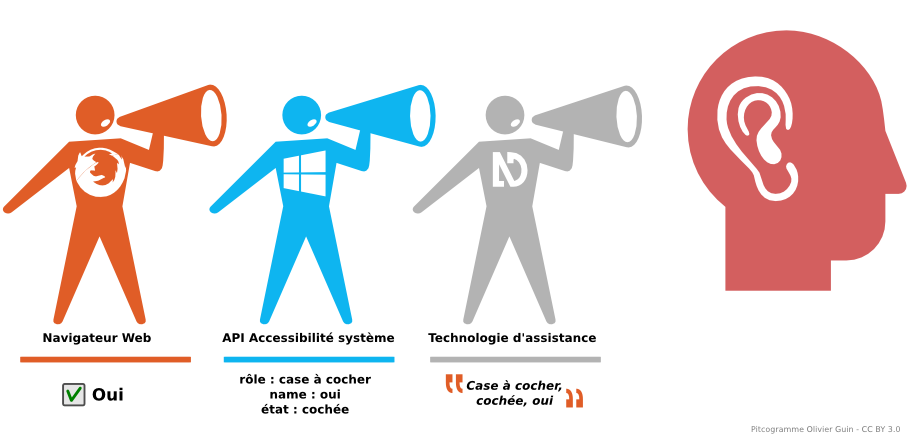 Navigateur Web
API Accessibilité système
Technologie d'assistance
Oui
rôle : case à cocher
name : oui
état : cochée
Case à cocher,
cochée, oui
Pitcogramme Olivier Guin - CC BY 3.0